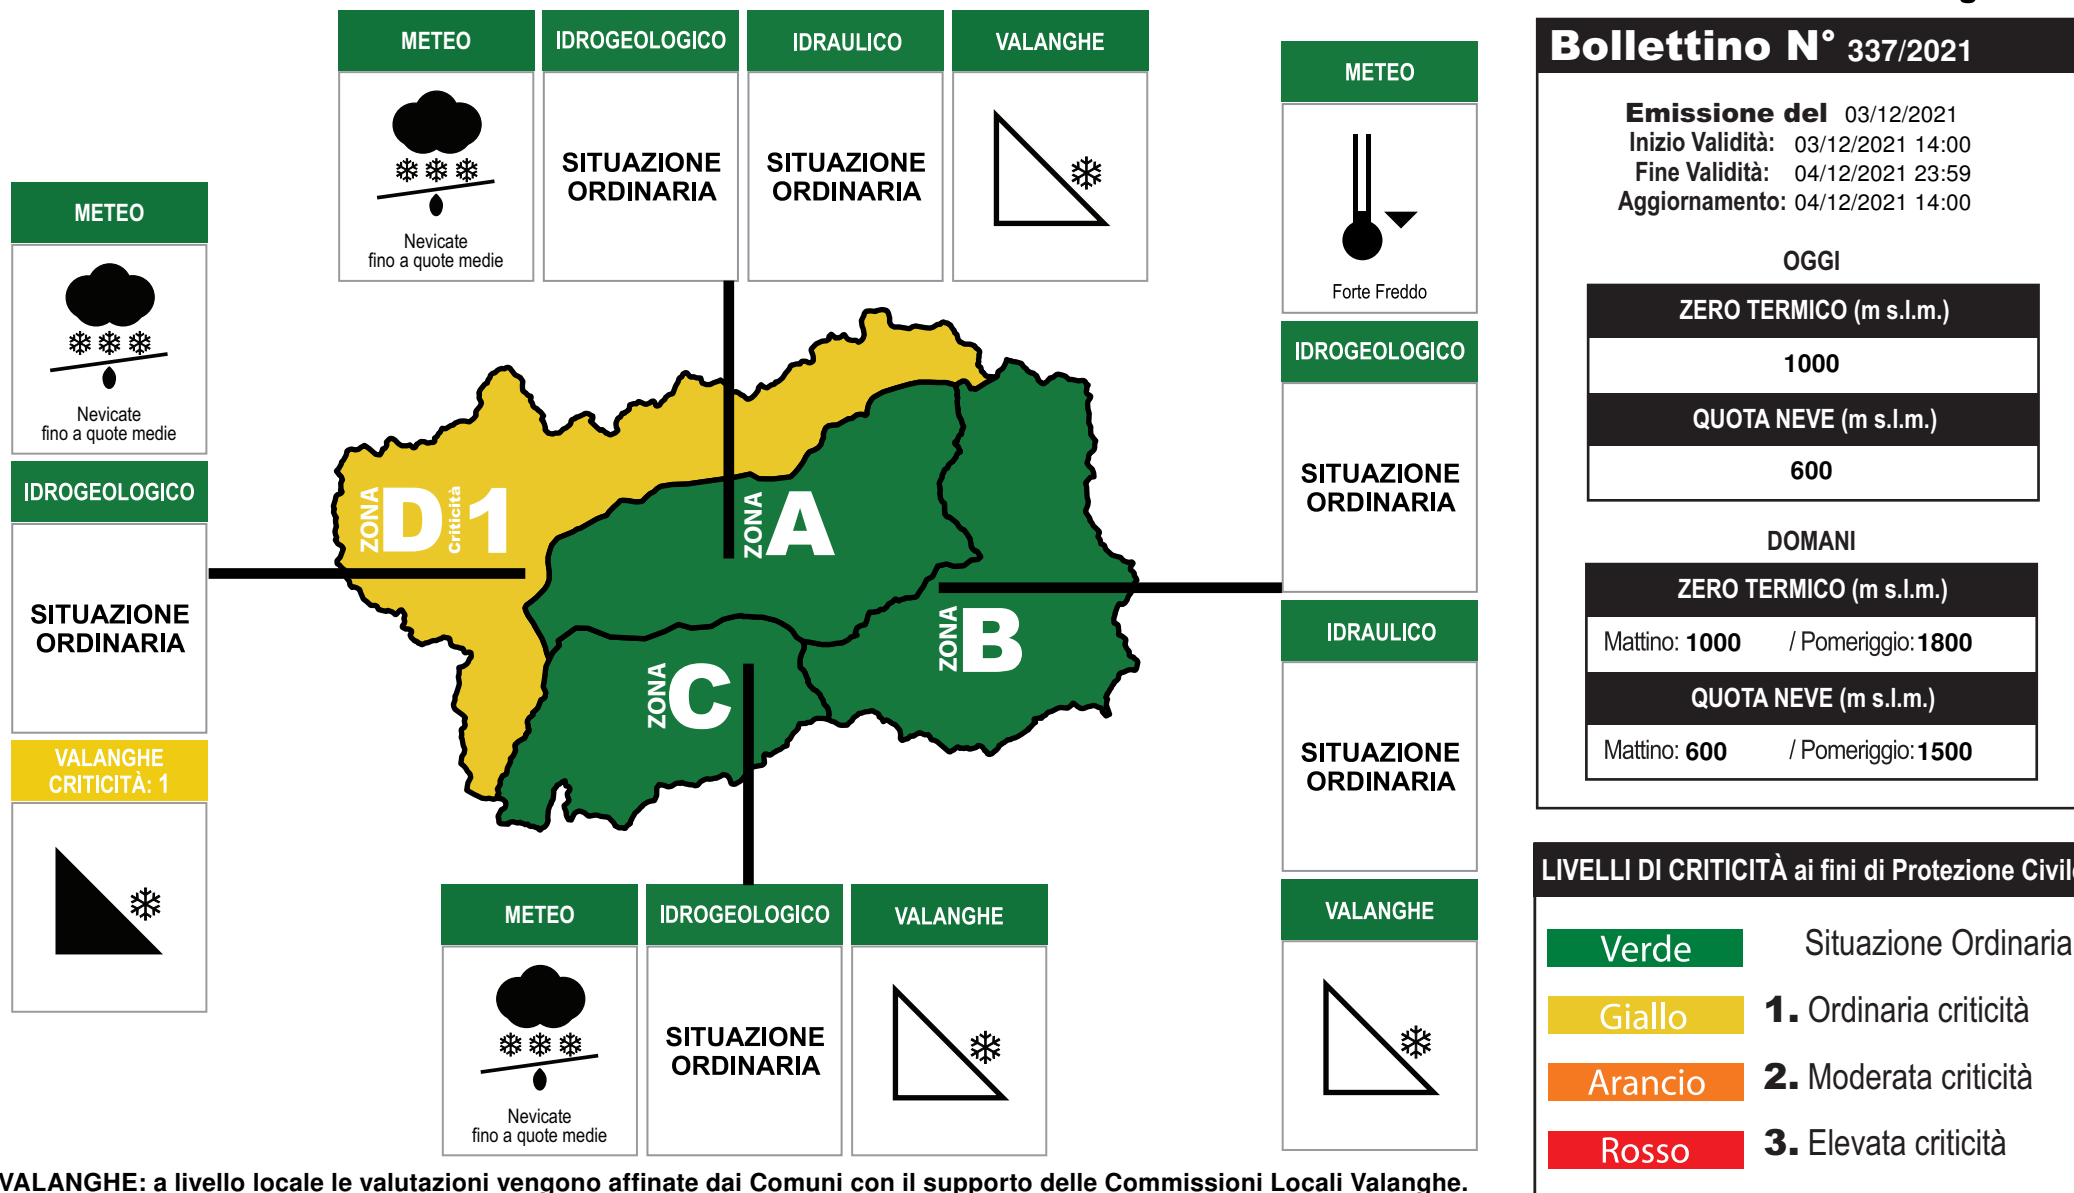 METEO
IDROGEOLOGICO
IDRAULICO
VALANGHE
Nevicate
fino a quote medie
SITUAZIONE
ORDINARIA
SITUAZIONE
ORDINARIA
METEO
Forte Freddo
IDROGEOLOGICO
SITUAZIONE
ORDINARIA
IDRAULICO
SITUAZIONE
ORDINARIA
VALANGHE
METEO
Nevicate
fino a quote medie
IDROGEOLOGICO
SITUAZIONE
ORDINARIA
VALANGHE
CRITICITÀ: 1
ZONA D Criticità 1
ZONA A
ZONA B
ZONA C
METEO
IDROGEOLOGICO
VALANGHE
Nevicate
fino a quote medie
SITUAZIONE
ORDINARIA
Bollettino N° 337/2021
Emissione del 03/12/2021
Inizio Validità: 03/12/2021 14:00
Fine Validità: 04/12/2021 23:59
Aggiornamento: 04/12/2021 14:00
OGGI
ZERO TERMICO (m s.l.m.)
1000
QUOTA NEVE (m s.l.m.)
600
DOMANI
ZERO TERMICO (m s.l.m.)
Mattino: 1000 / Pomeriggio: 1800
QUOTA NEVE (m s.l.m.)
Mattino: 600 / Pomeriggio: 1500
LIVELLI DI CRITICITÀ ai fini di Protezione Civile
Verde Situazione Ordinaria
Giallo 1. Ordinaria criticità
Arancio 2. Moderata criticità
Rosso 3. Elevata criticità
VALANGHE: a livello locale le valutazioni vengono affinate dai Comuni con il supporto delle Commissioni Locali Valanghe.